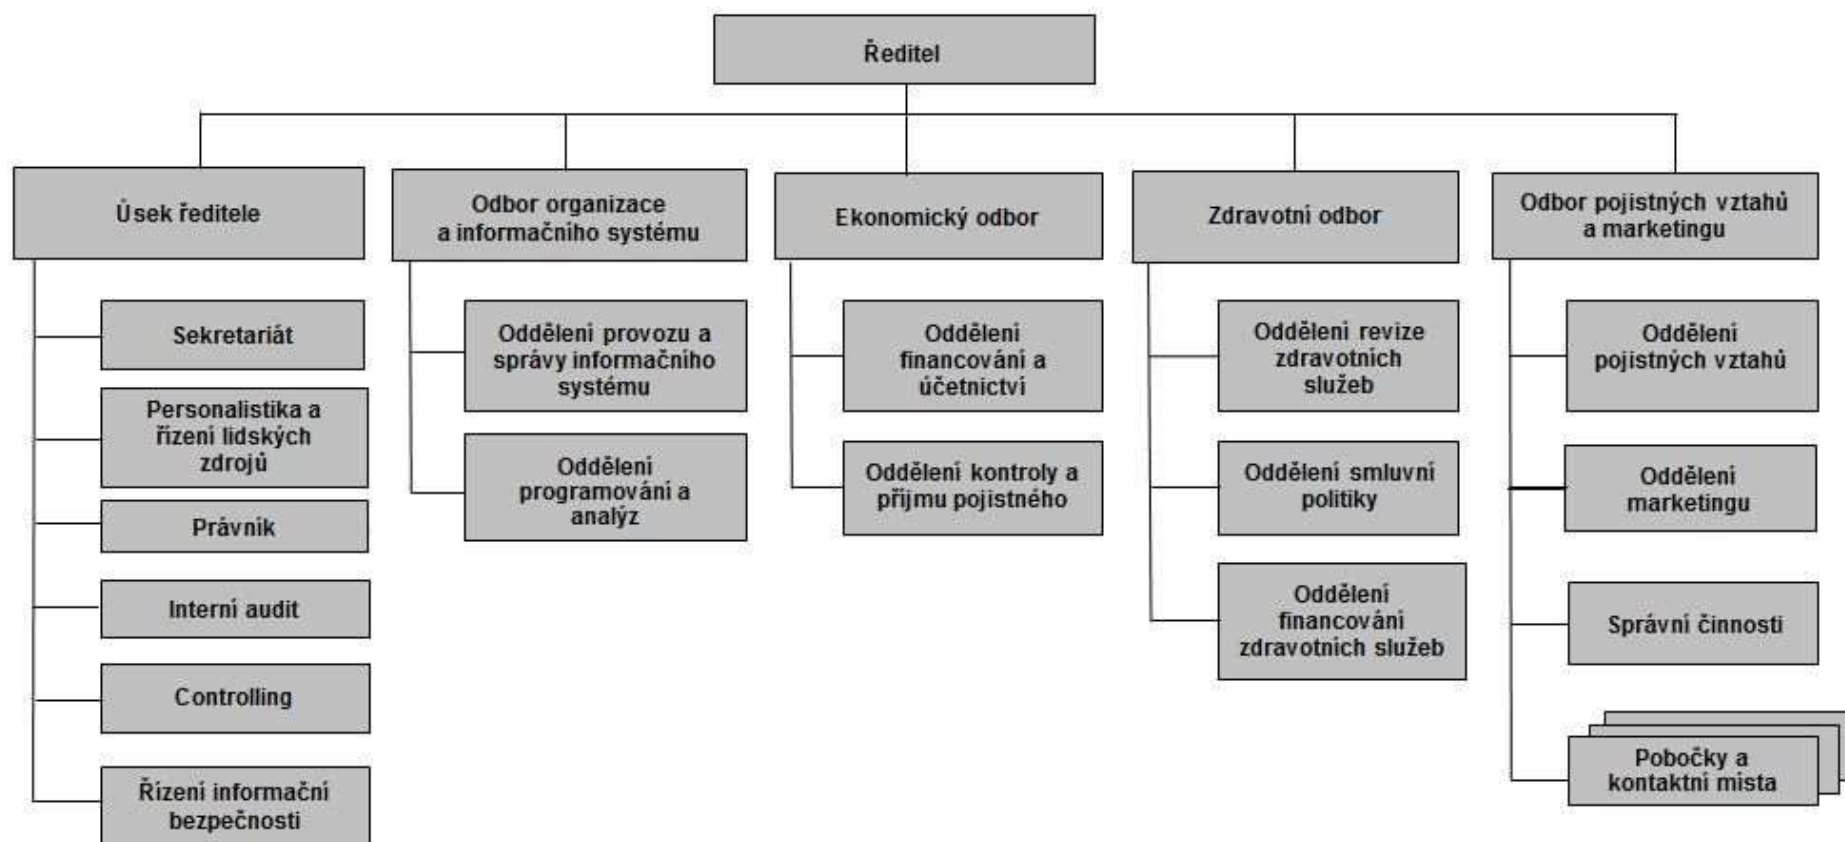 Ředitel
Úsek ředitele
Sekretariát
Personalistika a
řízení lidských
zdrojů
Právník
Interní audit
Controlling
Řízení informační
bezpečnosti
Odbor organizace
a informačního systému
Oddělení provozu a
správy informačního
systému
Oddělení
programování a
analýz
Ekonomický odbor
Oddělení
financování a
účetnictví
Oddělení kontroly a
příjmu pojistného
Zdravotní odbor
Oddělení revize
zdravotních
služeb
Oddělení smluvní
politiky
Oddělení
financování
zdravotních služeb
Odbor pojistných vztahů
a marketingu
Oddělení
pojistných vztahů
Oddělení
marketingu
Správní činnosti
Pobočky a
kontaktní místa